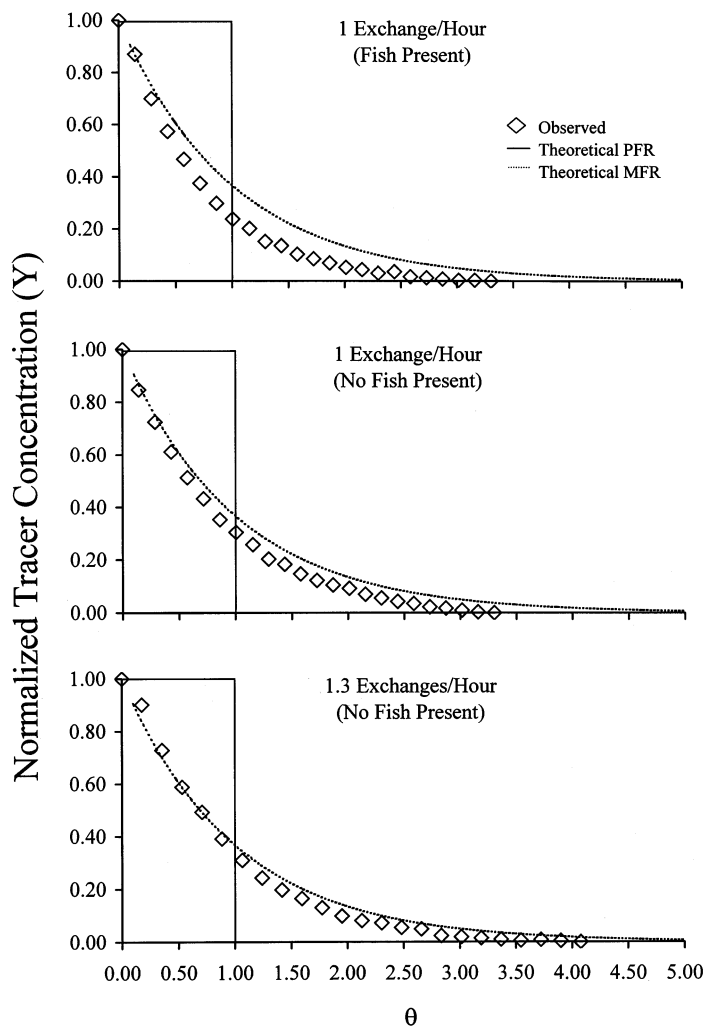 Normalized Tracer Concentration (Y)
1 Exchange/Hour
(Fish Present)
Observed
Theoretical PFR
Theoretical MFR
1.00
0.80
0.60
0.40
0.20
0.00
1 Exchange/Hour
(No Fish Present)
1.00
0.80
0.60
0.40
0.20
0.00
1.3 Exchanges/Hour
(No Fish Present)
1.00
0.80
0.60
0.40
0.20
0.00
0.00 0.50 1.00 1.50 2.00 2.50 3.00 3.50 4.00 4.50 5.00
θ